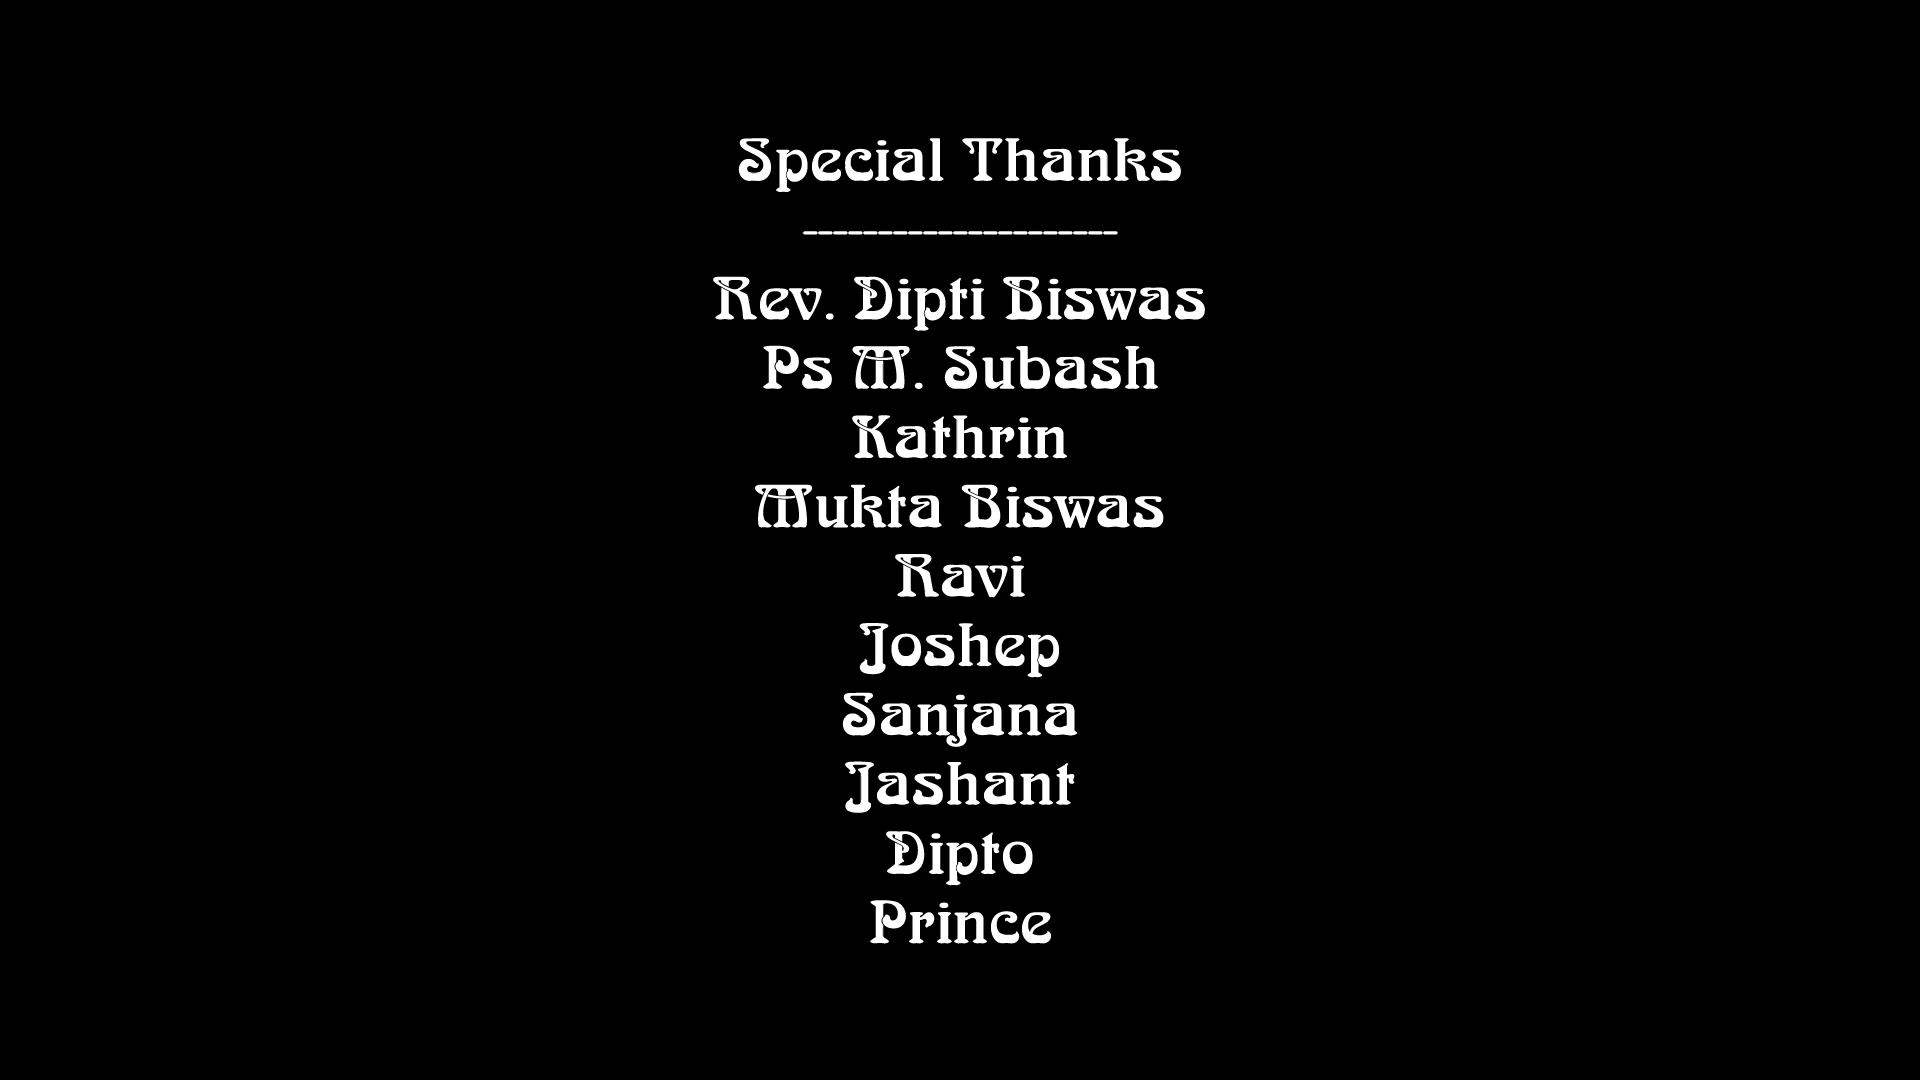 Special Thanks
---------------------
Rev. Dipti Biswas
Ps M. Subash
Kathrin
Mukta Biswas
Ravi
Joshep
Sanjana
Jashant
Dipto
Prince